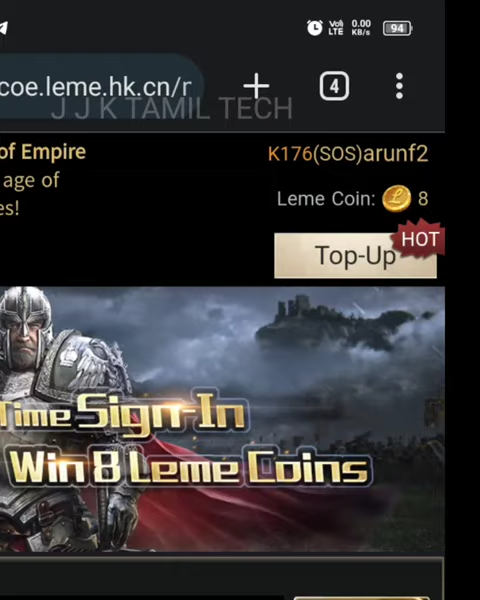 Voli LTE 0.00 KB/s 94
coe.leme.hk.cn/r 4
J J K TAMIL TECH
of Empire K176(SOS)arunf2
age of
Leme Coin: 8
es!
HOT
Top-Up
Time Sign-In
Win 8 Leme Coins